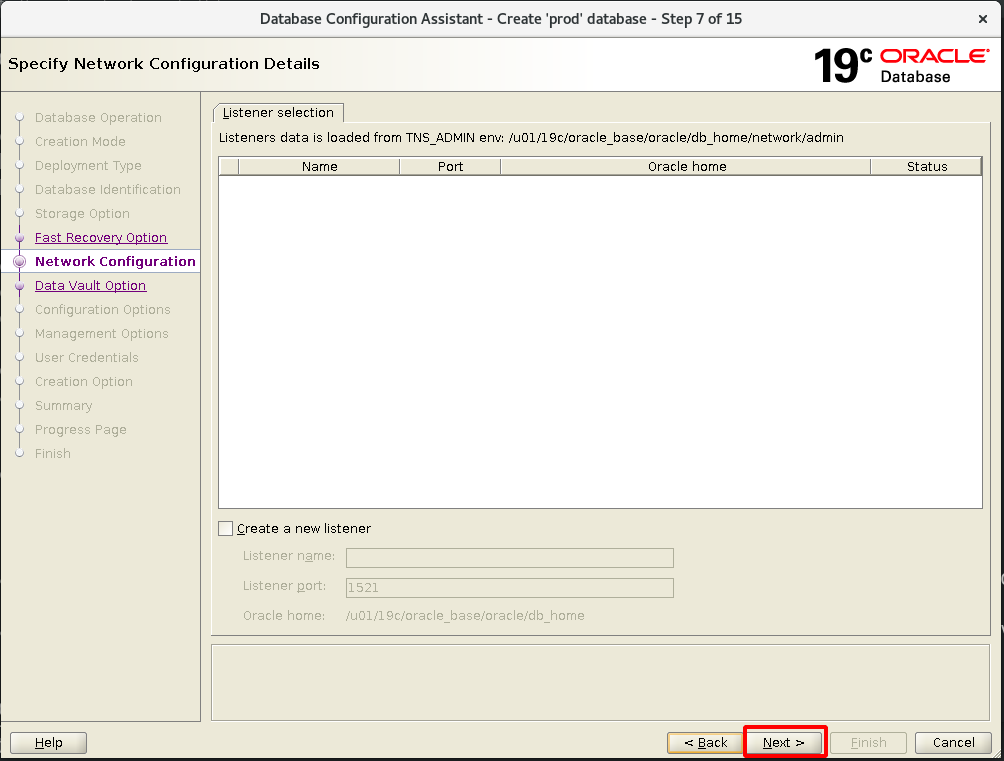 Database Configuration Assistant - Create 'prod' database - Step 7 of 15
Specify Network Configuration Details
19c ORACLE
Database
Database Operation
Creation Mode
Deployment Type
Database Identification
Storage Option
Fast Recovery Option
Network Configuration
Data Vault Option
Configuration Options
Management Options
User Credentials
Creation Option
Summary
Progress Page
Finish
Listener selection
Listeners data is loaded from TNS_ADMIN env: /u01/19c/oracle_base/oracle/db_home/network/admin
Name Port Oracle home Status
Create a new listener
Listener name:
Listener port: 1521
Oracle home: /u01/19c/oracle_base/oracle/db_home
Help < Back Next > Finish Cancel